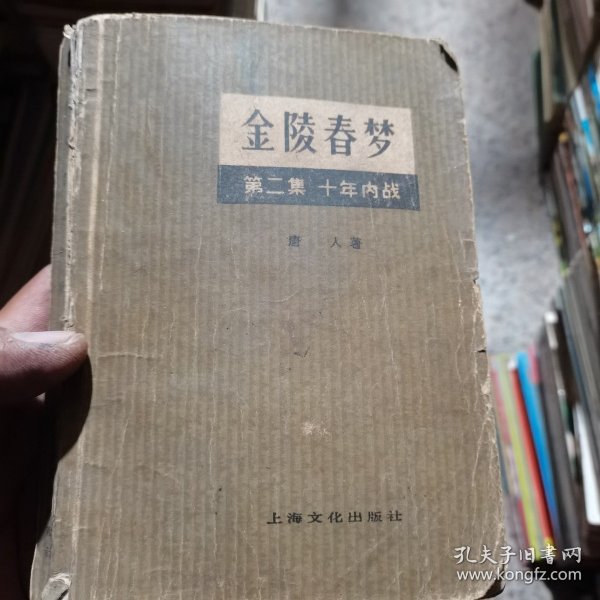 金陵春梦
第二集 十年内战
唐 人 著
上海文化出版社
孔夫子旧书网
www.kongfz.com